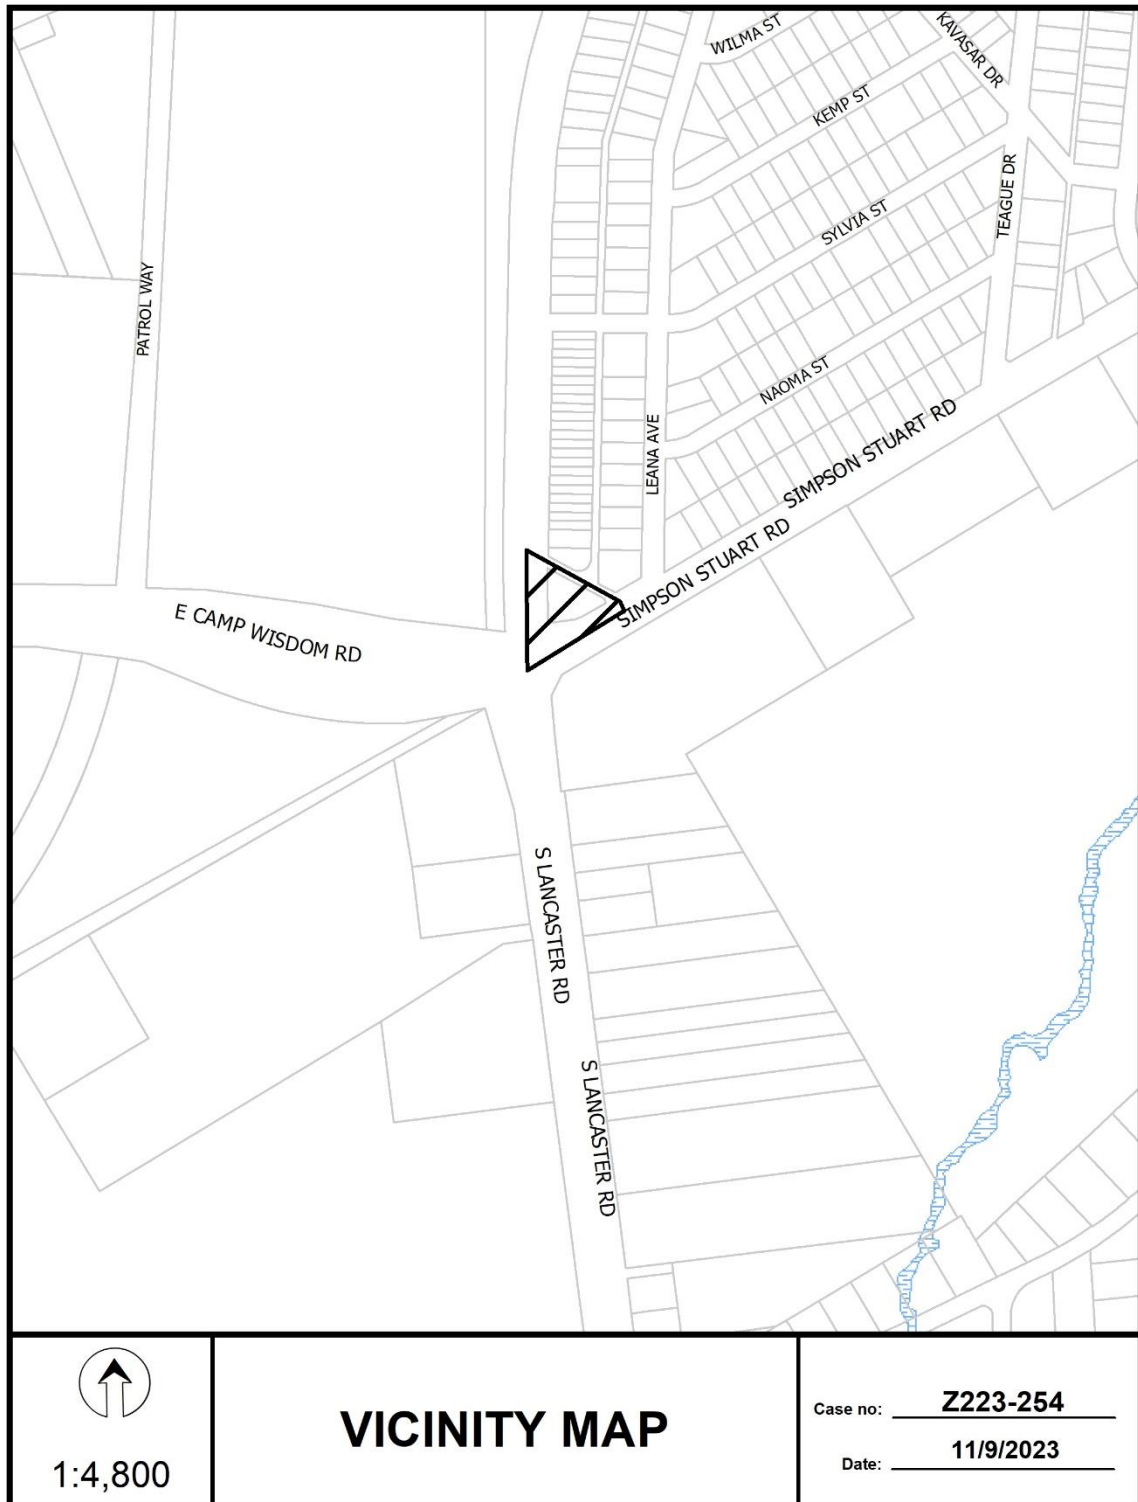 WILMA ST
KAVASAR DR
KEMP ST
TEAGUE DR
SYLVIA ST
PATROL WAY
NAOMA ST
SIMPSON STUART RD
LEANA AVE
SIMPSON STUART RD
E CAMP WISDOM RD
S LANCASTER RD
S LANCASTER RD
1:4,800
VICINITY MAP
Case no: Z223-254
Date: 11/9/2023